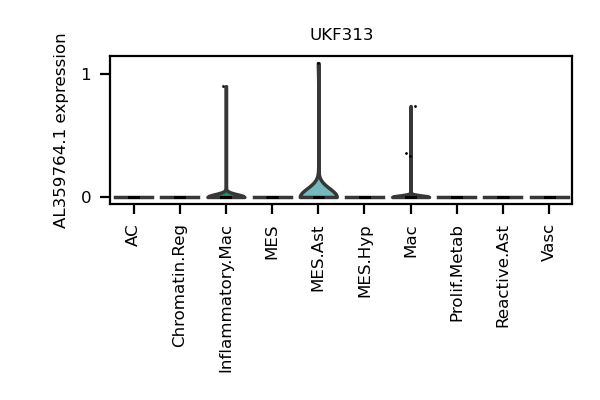 UKF313
AL359764.1 expression
1
0
AC
Chromatin.Reg
Inflammatory.Mac
MES
MES.Ast
MES.Hyp
Mac
Prolif.Metab
Reactive.Ast
Vasc